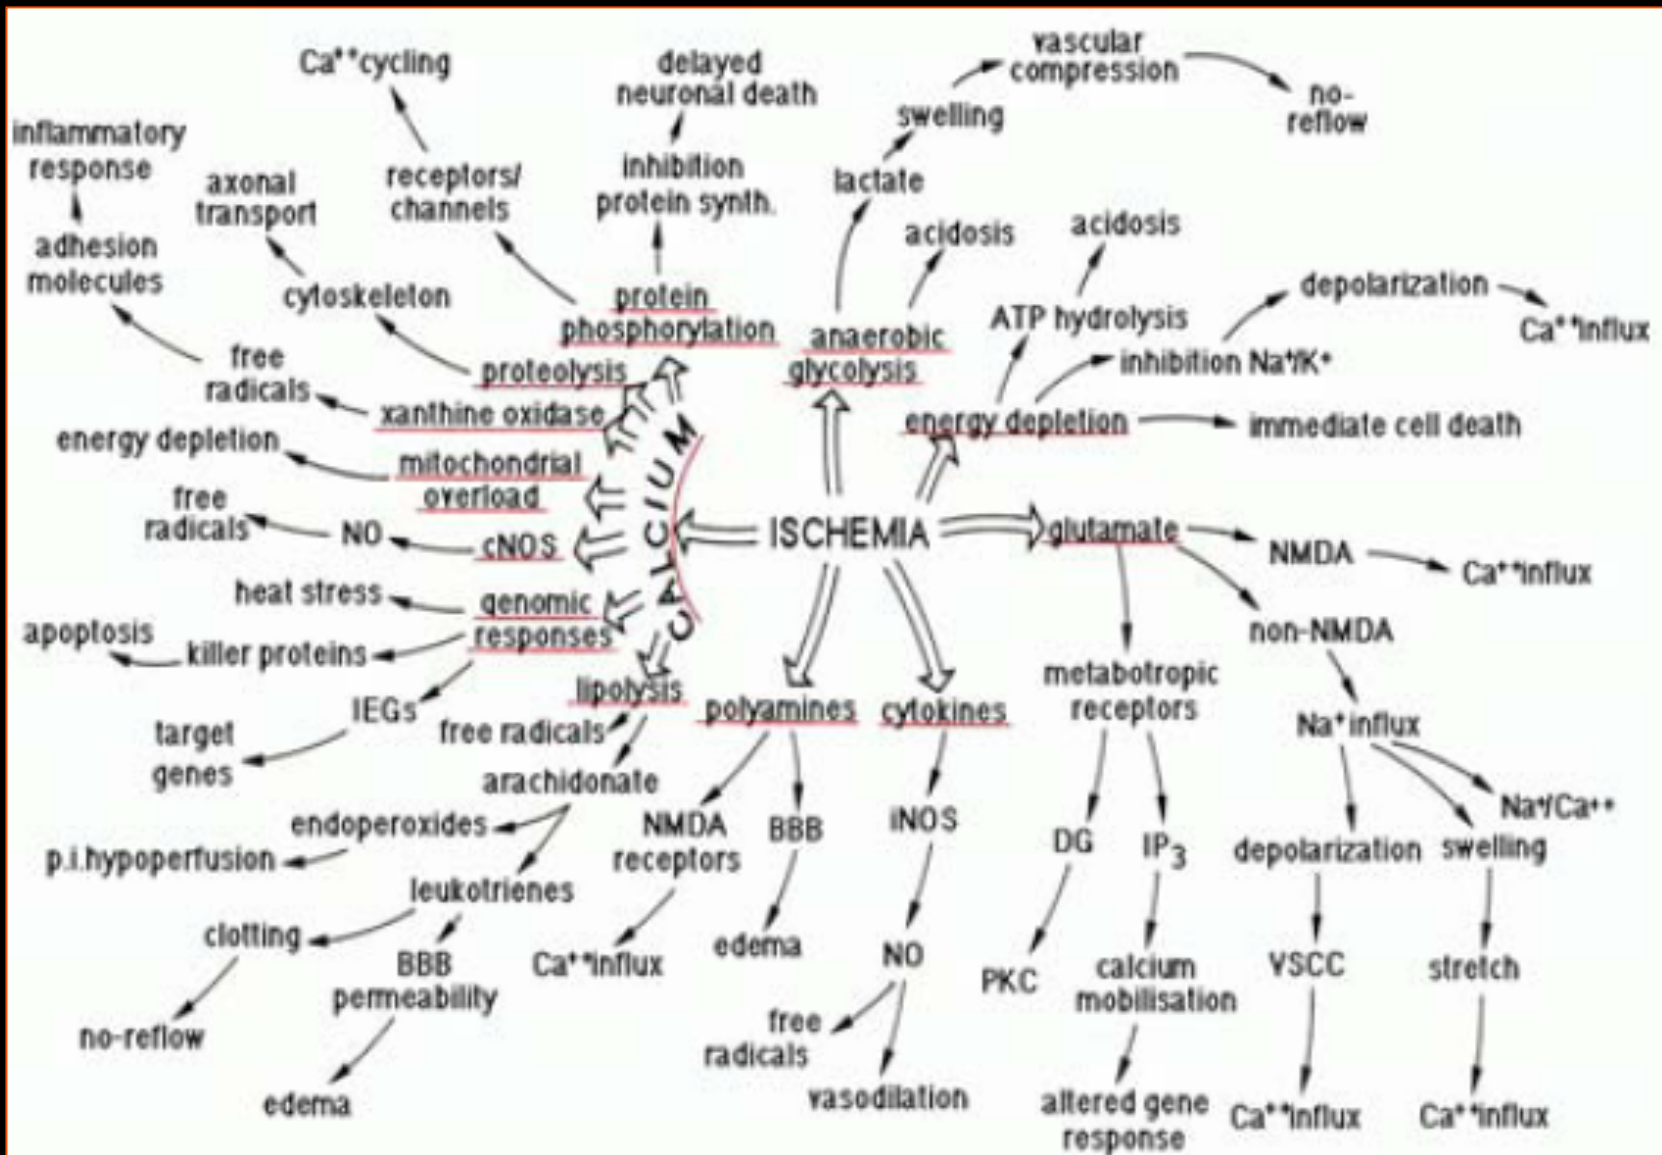 Ca⁺⁺cycling
delayed
neuronal death
vascular
compression
no-
reflow
swelling
inflammatory
response
axonal
transport
receptors/
channels
inhibition
protein synth.
lactate
acidosis
acidosis
adhesion
molecules
cytoskeleton
protein
phosphorylation
anaerobic
glycolysis
ATP hydrolysis
depolarization
Ca⁺⁺influx
inhibition Na⁺/K⁺
free
radicals
proteolysis
xanthine oxidase
energy depletion
immediate cell death
energy depletion
mitochondrial
overload
CALCIUM
free
radicals
NO
cNOS
ISCHEMIA
glutamate
NMDA
Ca⁺⁺influx
heat stress
genomic
responses
apoptosis
killer proteins
non-NMDA
IEGs
target
genes
lipolysis
free radicals
arachidonate
polyamines
cytokines
metabotropic
receptors
Na⁺influx
endoperoxides
p.i.hypoperfusion
NMDA
receptors
BBB
iNOS
DG
IP₃
depolarization
swelling
Na⁺/Ca⁺⁺
leukotrienes
clotting
BBB
permeability
Ca⁺⁺influx
edema
NO
PKC
calcium
mobilisation
VSCC
stretch
no-reflow
edema
free
radicals
vasodilation
altered gene
response
Ca⁺⁺influx
Ca⁺⁺influx